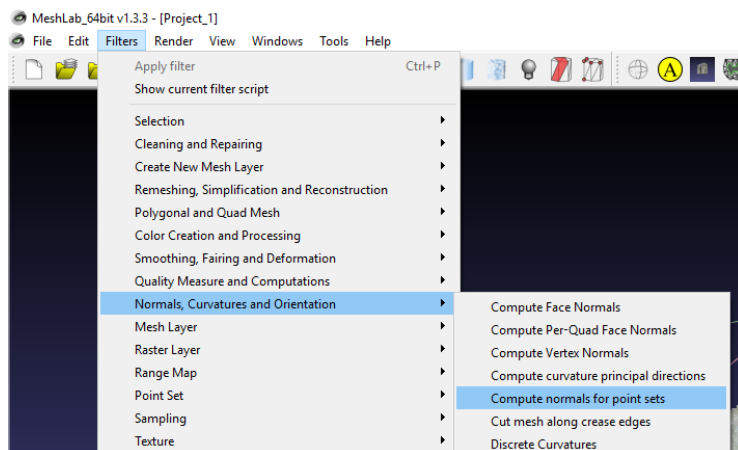 MeshLab_64bit v1.3.3 - [Project_1]
File Edit Filters Render View Windows Tools Help
A
Apply filter Ctrl+P
Show current filter script
Selection
Cleaning and Repairing
Create New Mesh Layer
Remeshing, Simplification and Reconstruction
Polygonal and Quad Mesh
Color Creation and Processing
Smoothing, Fairing and Deformation
Quality Measure and Computations
Normals, Curvatures and Orientation
Mesh Layer
Raster Layer
Range Map
Point Set
Sampling
Texture
Compute Face Normals
Compute Per-Quad Face Normals
Compute Vertex Normals
Compute curvature principal directions
Compute normals for point sets
Cut mesh along crease edges
Discrete Curvatures